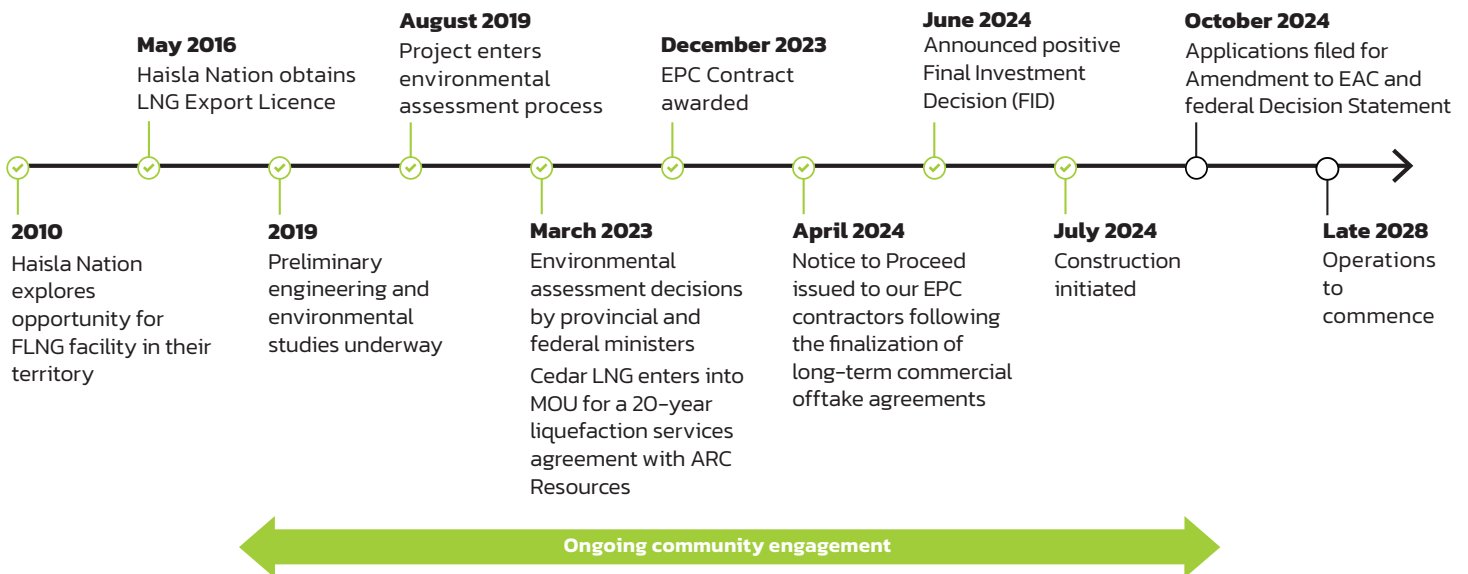 May 2016
Haisla Nation obtains
LNG Export Licence
August 2019
Project enters
environmental
assessment process
December 2023
EPC Contract
awarded
June 2024
Announced positive
Final Investment
Decision (FID)
October 2024
Applications filed for
Amendment to EAC and
federal Decision Statement
2010
Haisla Nation
explores
opportunity for
FLNG facility in their
territory
2019
Preliminary
engineering and
environmental
studies underway
March 2023
Environmental
assessment decisions
by provincial and
federal ministers
Cedar LNG enters into
MOU for a 20-year
liquefaction services
agreement with ARC
Resources
April 2024
Notice to Proceed
issued to our EPC
contractors following
the finalization of
long-term commercial
offtake agreements
July 2024
Construction
initiated
Late 2028
Operations
to
commence
Ongoing community engagement